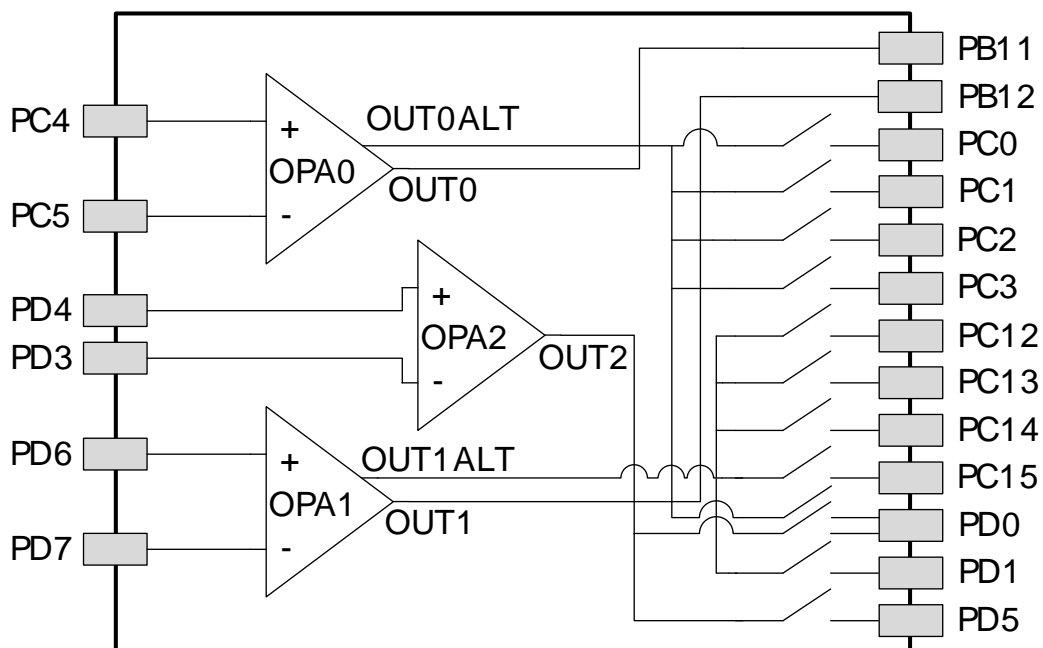 PB11
PB12
PC4
+
OUT0ALT
PC0
OPA0
OUT0
PC1
PC5
-
PC2
PC3
PD4
+
OPA2
PC12
PD3
OUT2
-
PC13
PC14
PD6
+
OUT1ALT
PC15
OPA1
OUT1
PD0
PD7
-
PD1
PD5